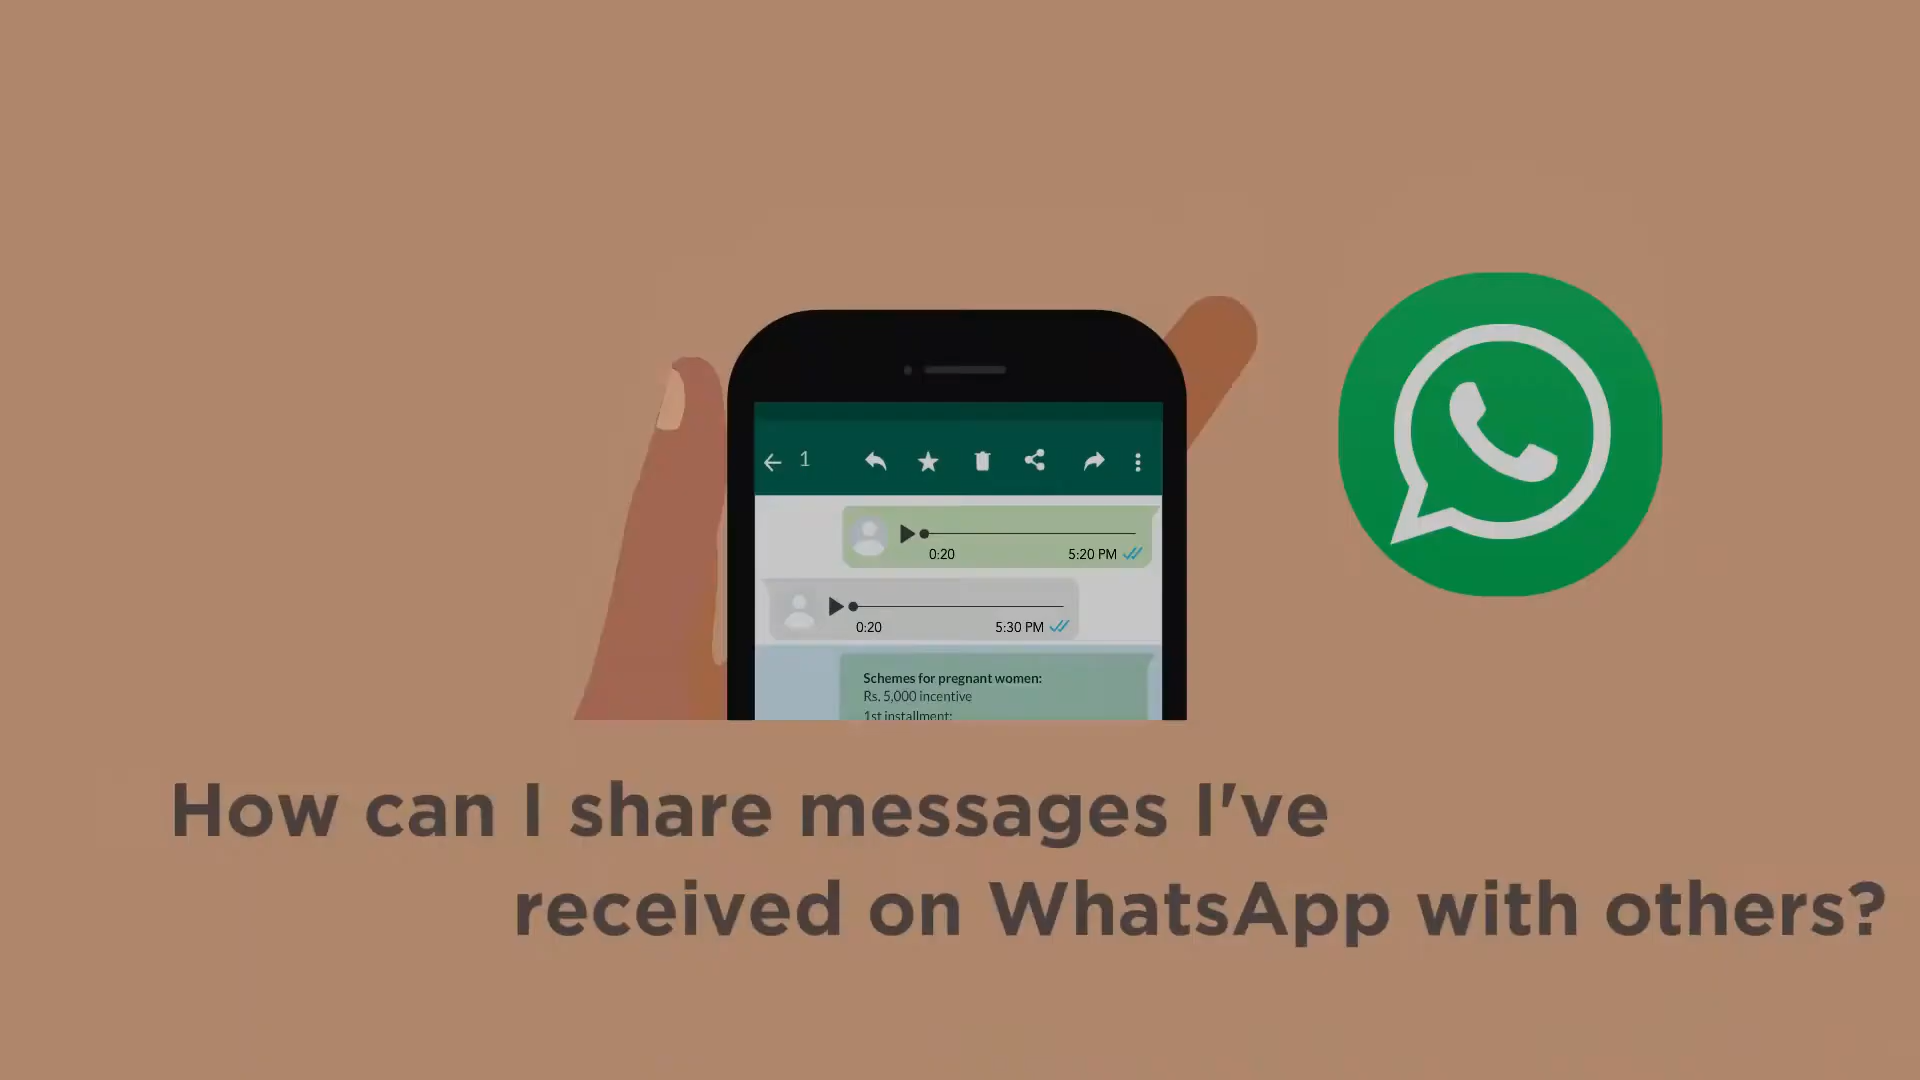 1
0:20 5:20 PM
0:20 5:30 PM
Schemes for pregnant women:
Rs. 5,000 incentive
1st installment:
How can I share messages I've
received on WhatsApp with others?